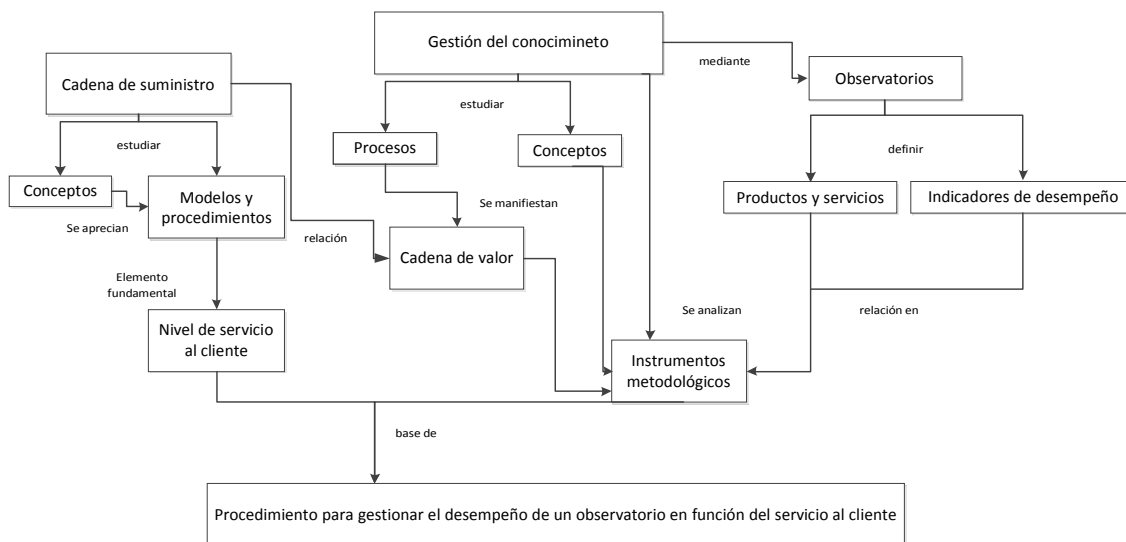 Gestión del conocimineto
mediante
Cadena de suministro
Observatorios
estudiar
estudiar
definir
Procesos
Conceptos
Conceptos
Modelos y
procedimientos
Se aprecian
Se manifiestan
Productos y servicios
Indicadores de desempeño
relación
Cadena de valor
Elemento
fundamental
Se analizan
relación en
Nivel de servicio
al cliente
Instrumentos
metodológicos
base de
Procedimiento para gestionar el desempeño de un observatorio en función del servicio al cliente